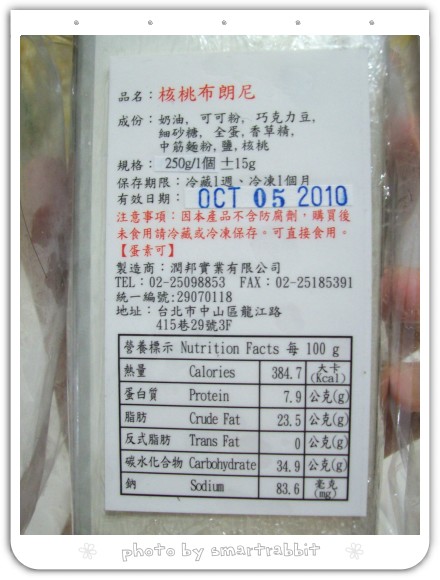 品名：核桃布朗尼
成份：奶油, 可可粉, 巧克力豆,
細砂糖, 全蛋,香草精,
中筋麵粉,鹽,核桃
規格： 250g/1個 ±15g
保存期限：冷藏1週、冷凍1個月
有效日期： OCT 05 2010
注意事項：因本產品不含防腐劑，購買後
未食用請冷藏或冷凍保存。可直接食用。
【蛋素可】
製造商：潤邦實業有限公司
TEL：02-25098853 FAX：02-25185391
統一編號:29070118
地址：台北市中山區龍江路
415巷29號3F
營養標示 Nutrition Facts 每 100 g
熱量 Calories 384.7 大卡(Kcal)
蛋白質 Protein 7.9 公克(g)
脂肪 Crude Fat 23.5 公克(g)
反式脂肪 Trans Fat 0 公克(g)
碳水化合物 Carbohydrate 34.9 公克(g)
鈉 Sodium 83.6 毫克(mg)
photo by smartrabbit